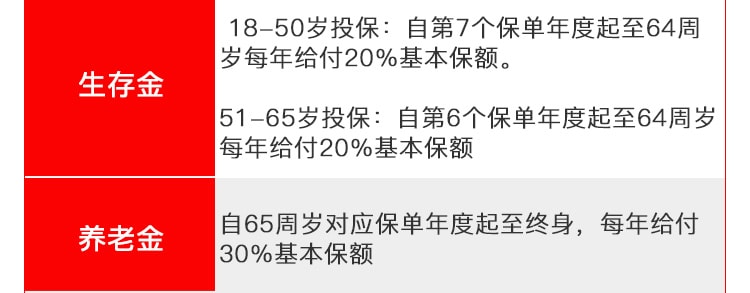 生存金
18-50岁投保：自第7个保单年度起至64周
岁每年给付20%基本保额。
51-65岁投保：自第6个保单年度起至64周岁
每年给付20%基本保额
养老金
自65周岁对应保单年度起至终身，每年给付
30%基本保额